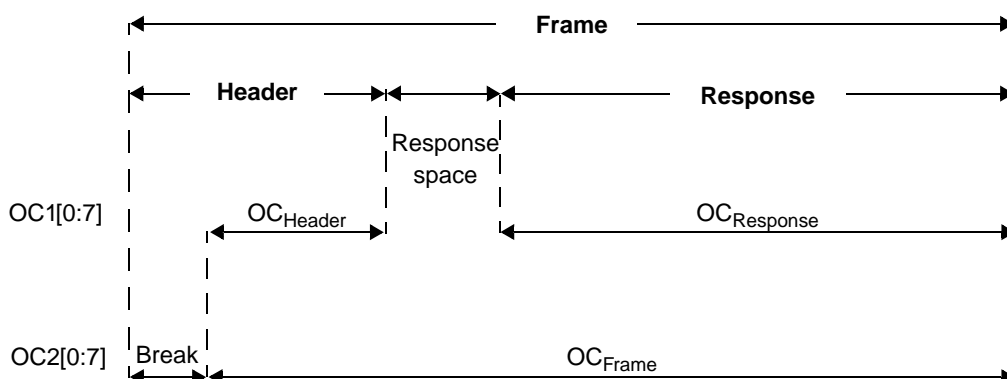 Frame
Header
Response
Response
space
OC1[0:7]
OCHeader
OCResponse
OC2[0:7]
Break
OCFrame